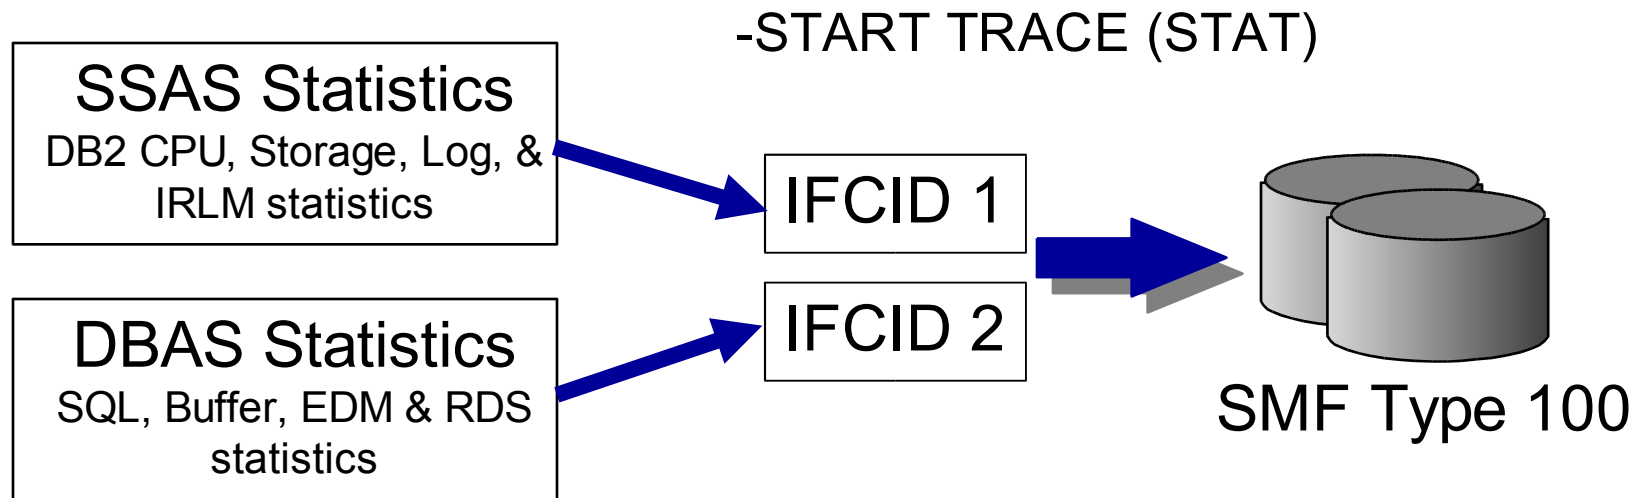 -START TRACE (STAT)
SSAS Statistics
DB2 CPU, Storage, Log, &
IRLM statistics
IFCID 1
IFCID 2
DBAS Statistics
SQL, Buffer, EDM & RDS
statistics
SMF Type 100